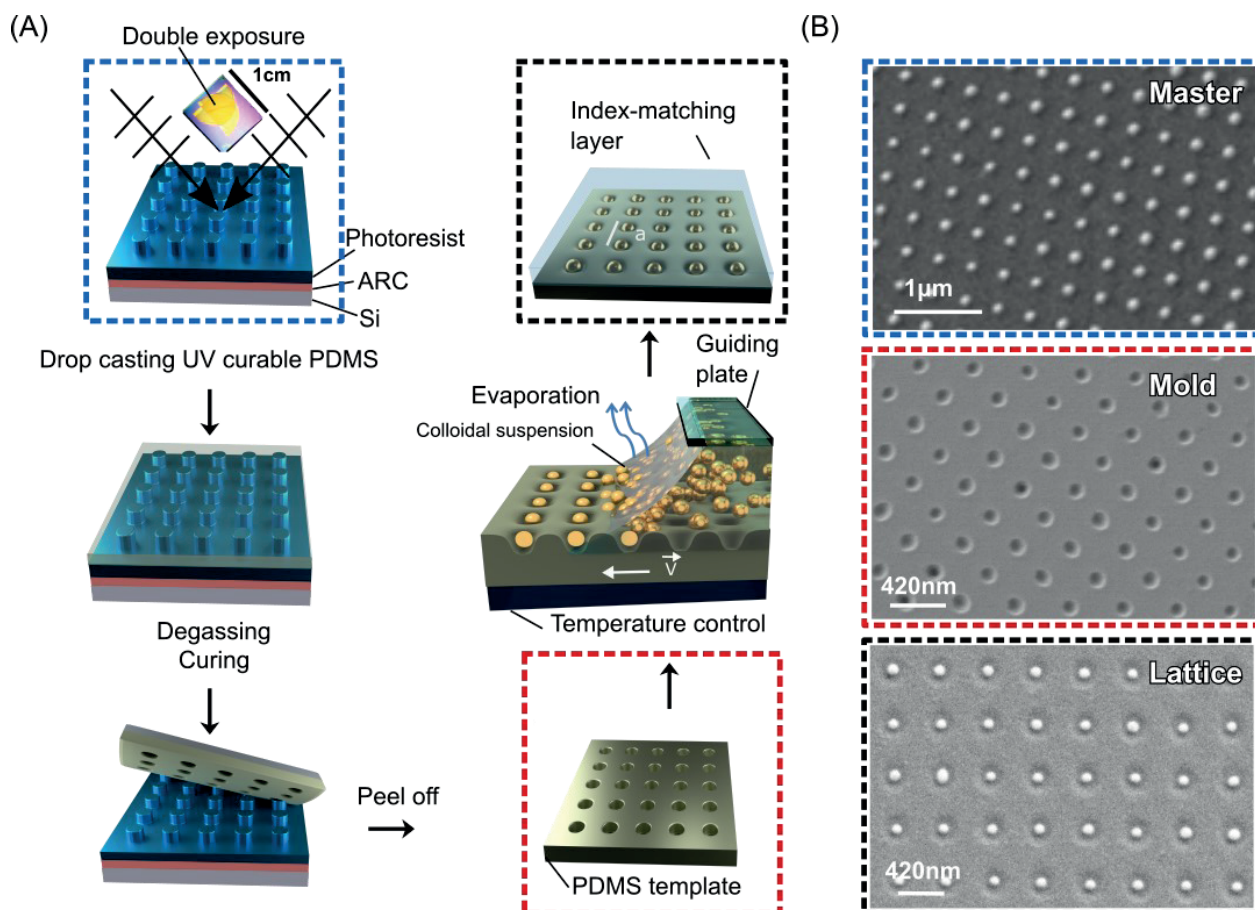 (A)
Double exposure
1cm
Photoresist
ARC
Si
Drop casting UV curable PDMS
Degassing
Curing
Peel off
PDMS template
Temperature control
V
Colloidal suspension
Evaporation
Guiding
plate
Index-matching
layer
a
(B)
Master
1μm
Mold
420nm
Lattice
420nm